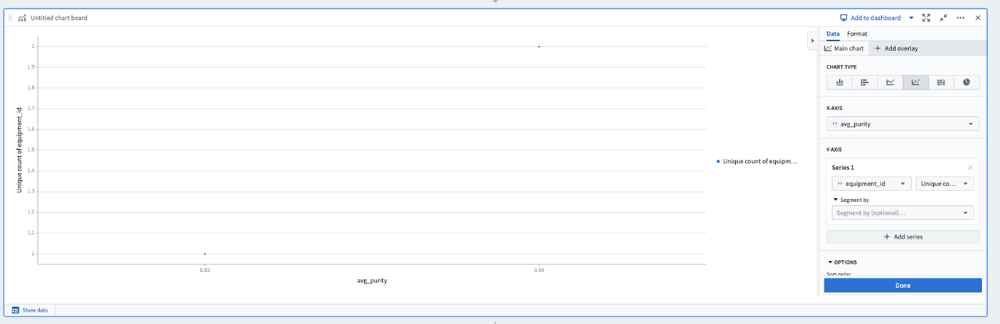 Untitled chart board
Add to dashboard
Data Format
Main chart
Add overlay
CHART TYPE
X-AXIS
avg_purity
Y-AXIS
Series 1
equipment_id
Unique co...
Segment by
Segment by (optional)...
Add series
OPTIONS
Sort order
Done
Unique count of equipment_id
2
1.9
1.8
1.7
1.6
1.5
1.4
1.3
1.2
1.1
1
0.82
0.89
avg_purity
Unique count of equipm...
Show data